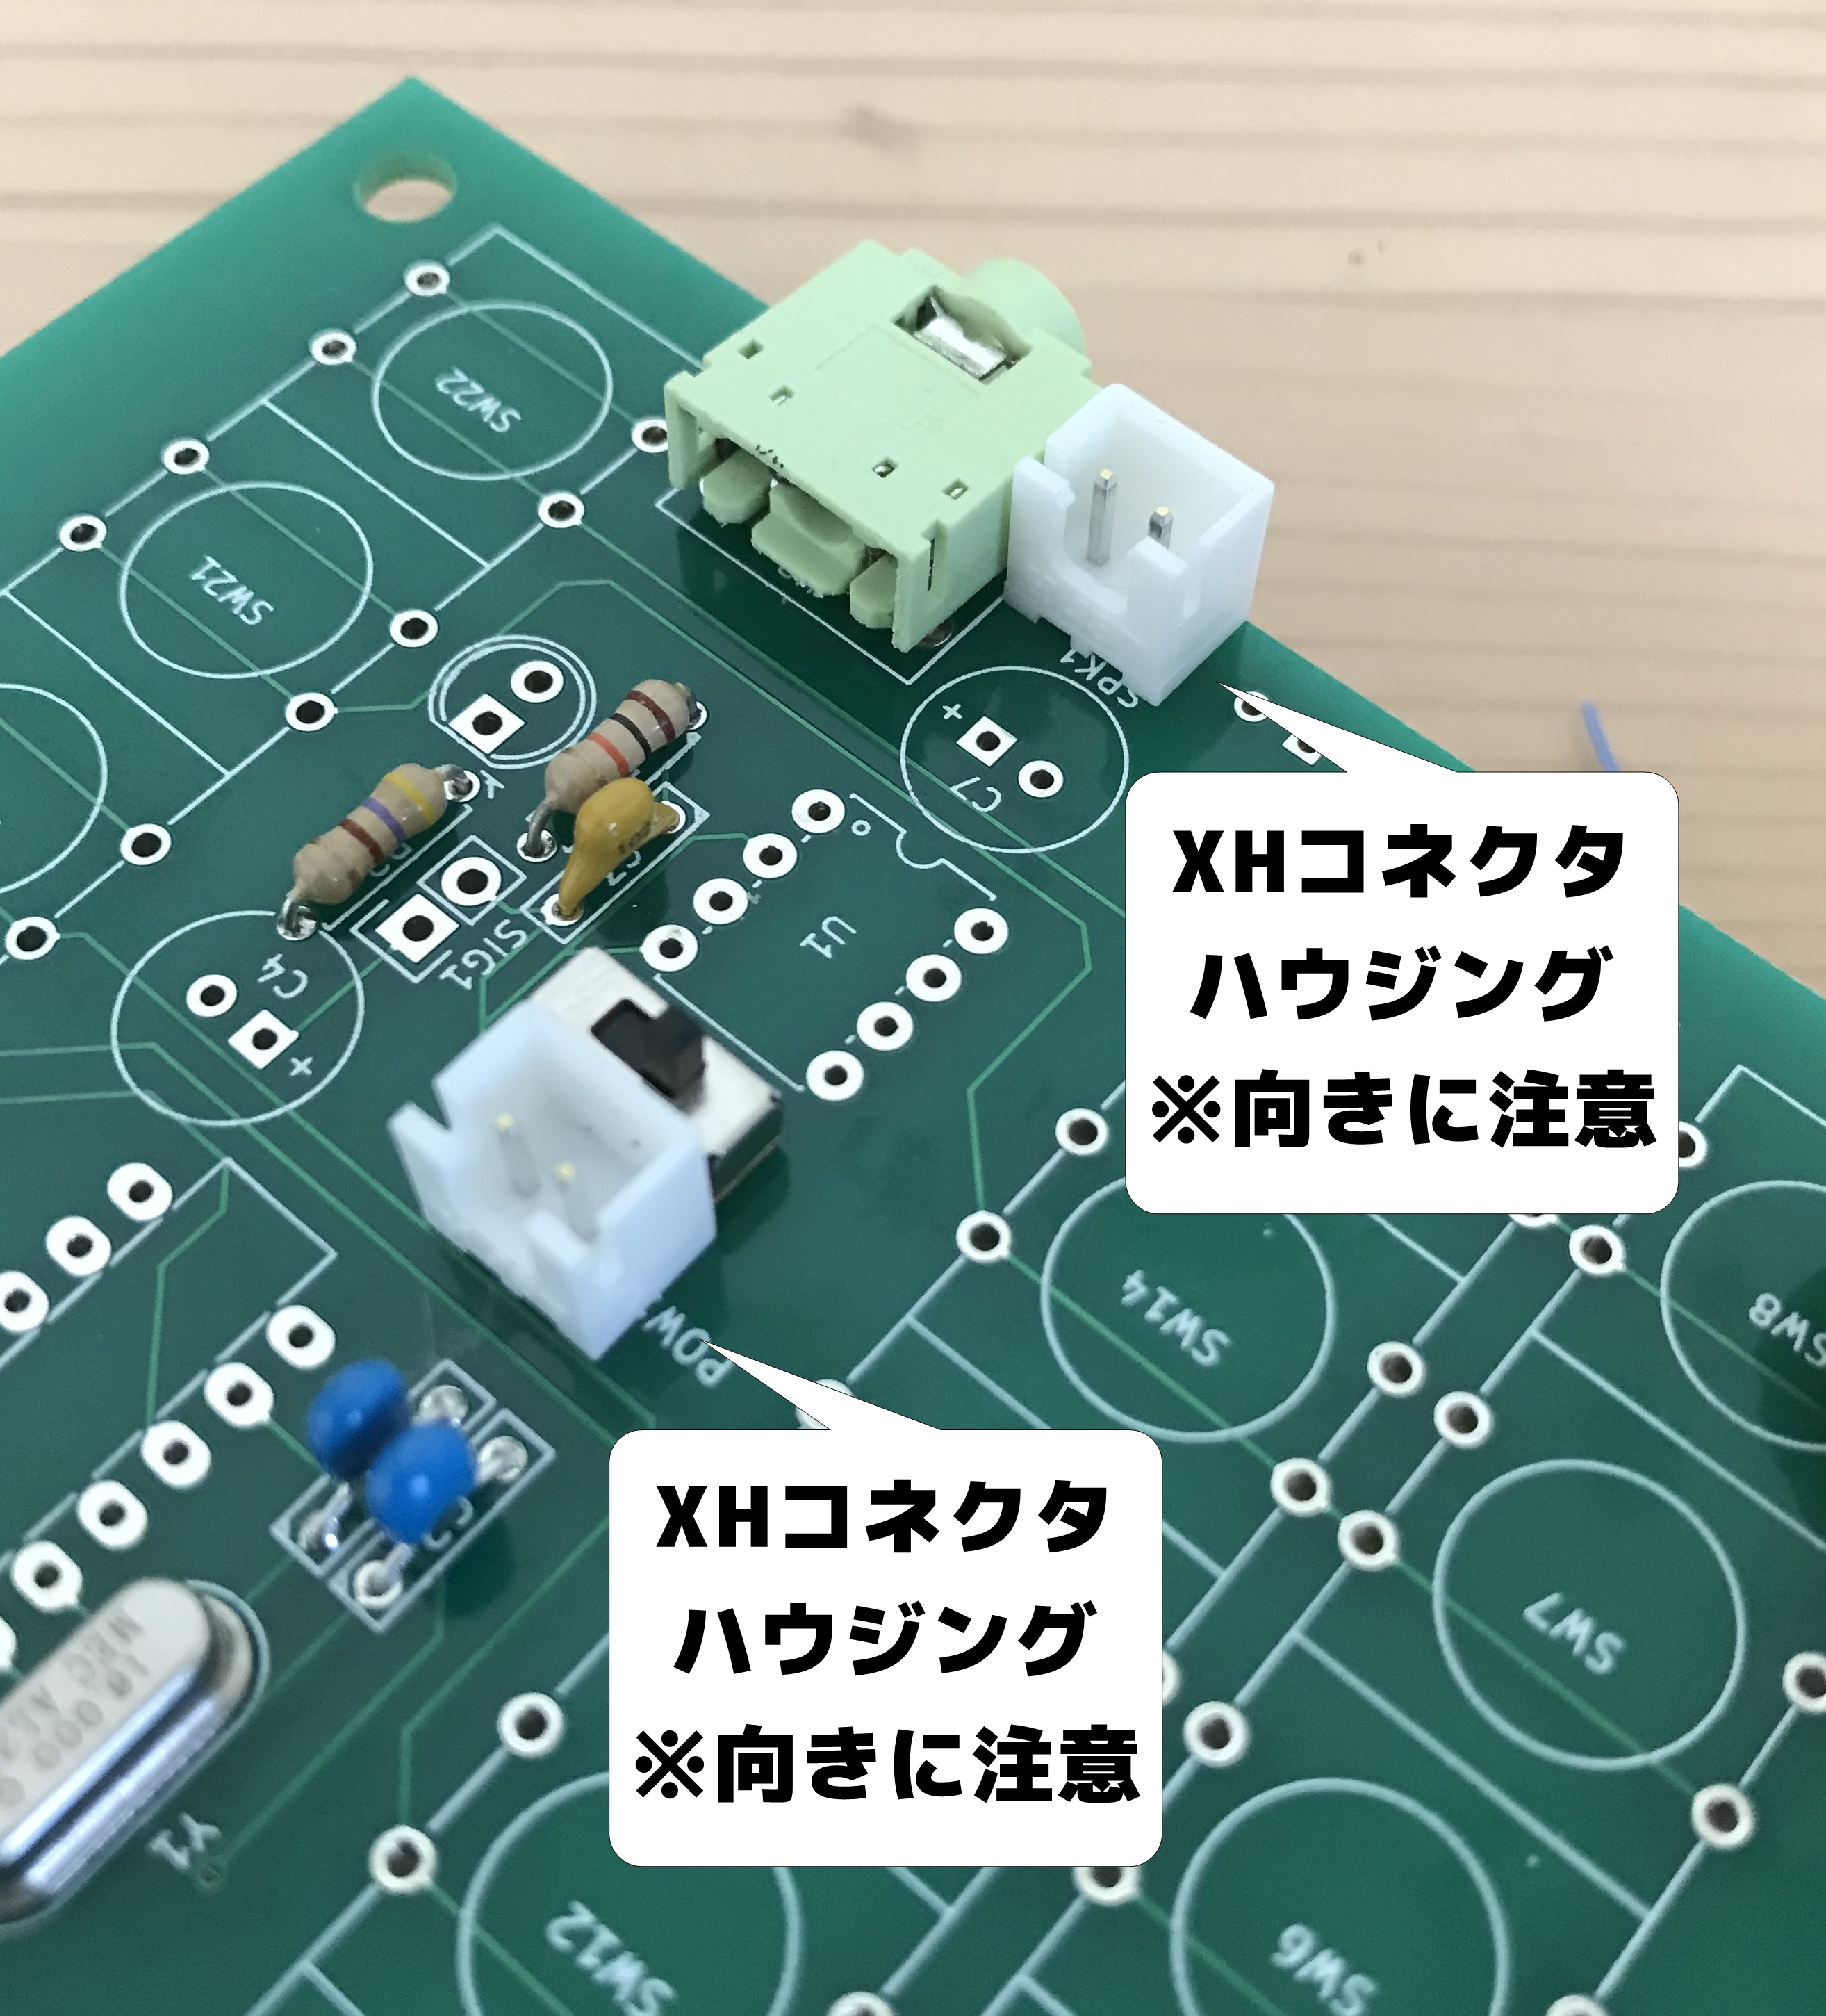 SW22
SW21
SPK1
+
C7
XHコネクタ
ハウジング
※向きに注意
U1
SIG1
C4
+
POW
SW14
SW8
XHコネクタ
ハウジング
※向きに注意
SW7
Y1
SW12
SW6